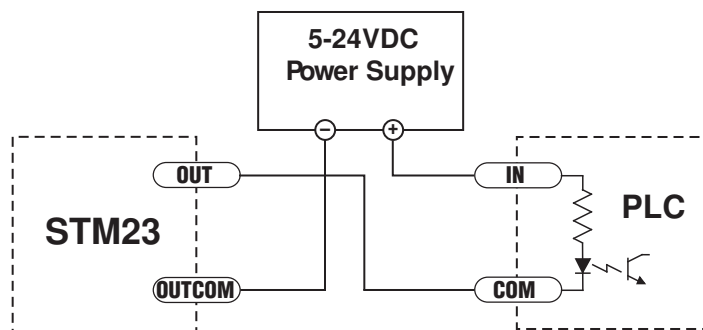 5-24VDC
Power Supply
− +
OUT
IN
STM23
PLC
OUTCOM
COM